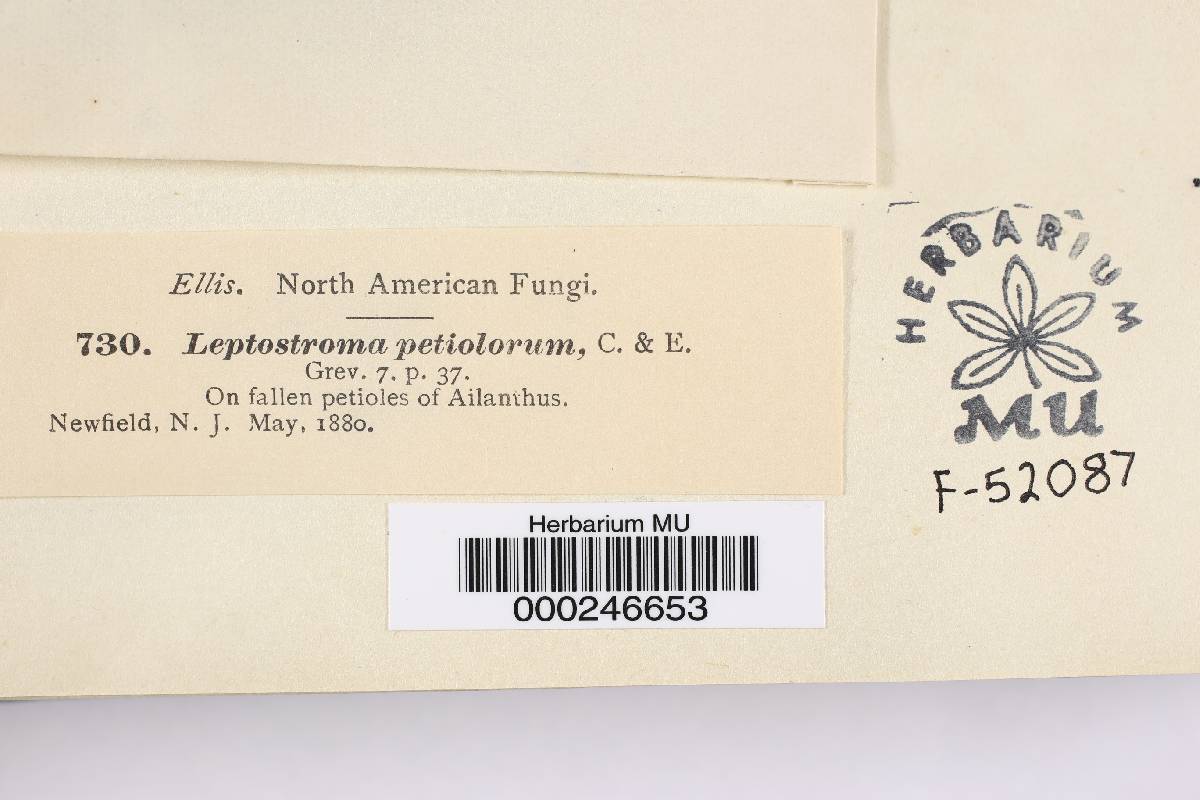 Ellis. North American Fungi.
730. Leptostroma petiolorum, C. & E.
Grev. 7, p. 37.
On fallen petioles of Ailanthus.
Newfield, N. J. May, 1880.
HERBARIUM
MU
F-52087
Herbarium MU
000246653